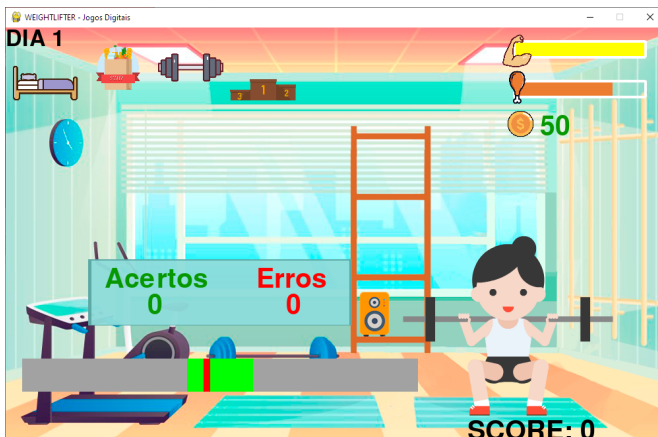 WEIGHTLIFTER - Jogos Digitais
DIA 1
3 1 2
50
Acertos Erros
0 0
SCORE: 0